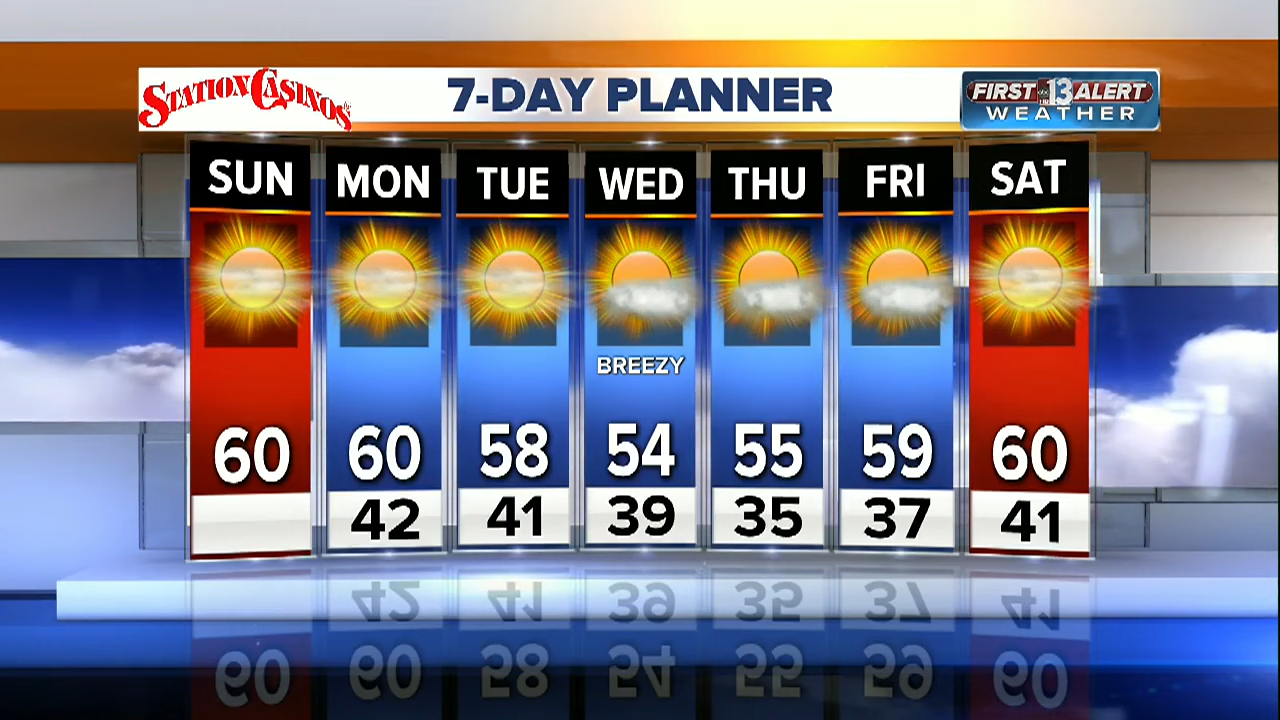 STATION CASINOS
7-DAY PLANNER
FIRST 13 ALERT
WEATHER
SUN MON TUE WED THU FRI SAT
BREEZY
60 60 58 54 55 59 60
42 41 39 35 37 41